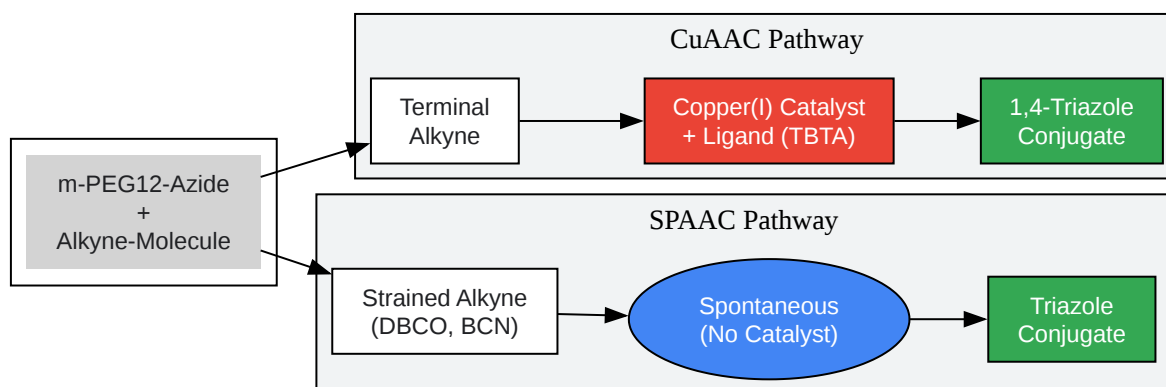 CuAAC Pathway
Terminal
Alkyne
Copper(I) Catalyst
+ Ligand (TBTA)
1,4-Triazole
Conjugate
m-PEG12-Azide
+
Alkyne-Molecule
SPAAC Pathway
Strained Alkyne
(DBCO, BCN)
Spontaneous
(No Catalyst)
Triazole
Conjugate